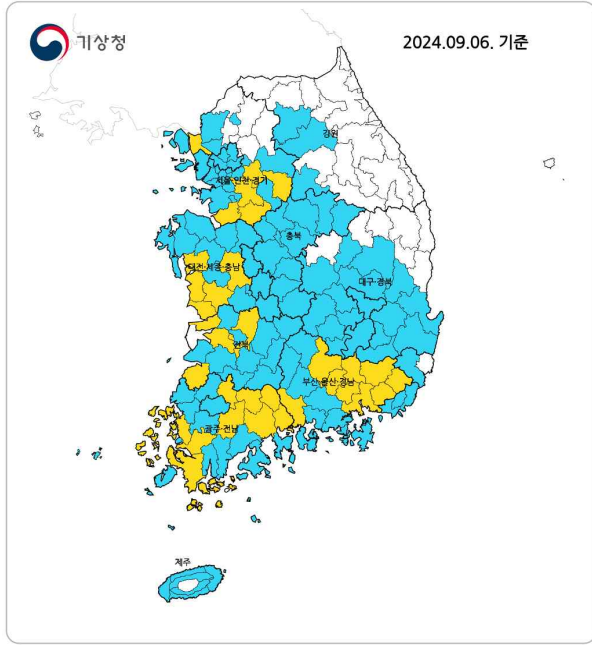 기상청
2024.09.06. 기준
강원
서울·인천·경기
충북
대전·세종·충남
대구·경북
전북
부산·울산·경남
광주·전남
제주